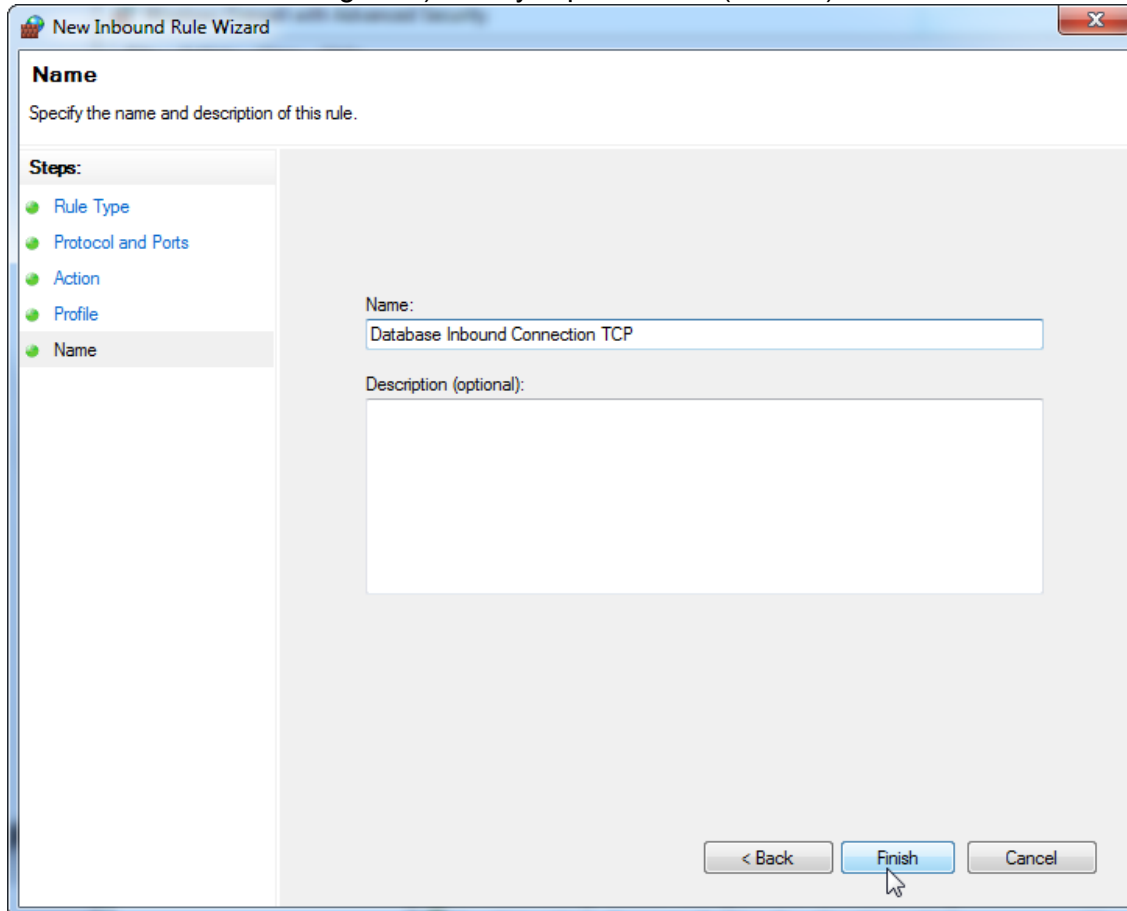 New Inbound Rule Wizard
Name
Specify the name and description of this rule.
Steps:
Rule Type
Protocol and Ports
Action
Profile
Name
Name:
Database Inbound Connection TCP
Description (optional):
< Back
Finish
Cancel